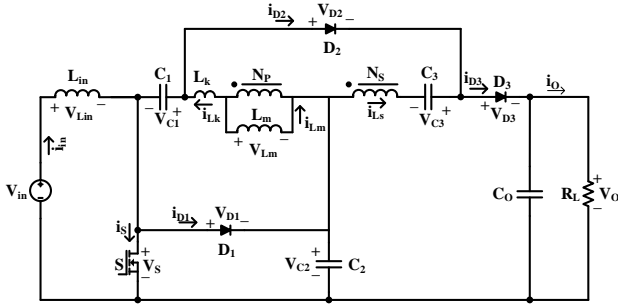 i_D2 + V_D2 −
D_2
L_in
C_1
L_k
N_P
N_S
C_3
i_D3
D_3
i_O
+ V_Lin −
− +
V_C1
i_Lk
L_m
i_Lm
i_Ls
− +
V_C3
+ −
V_D3
+ V_Lm −
i_in
V_in
+ −
i_S
i_D1
+ V_D1 −
D_1
S
+
V_S
−
V_C2
+
−
C_2
C_O
R_L
+
V_O
−